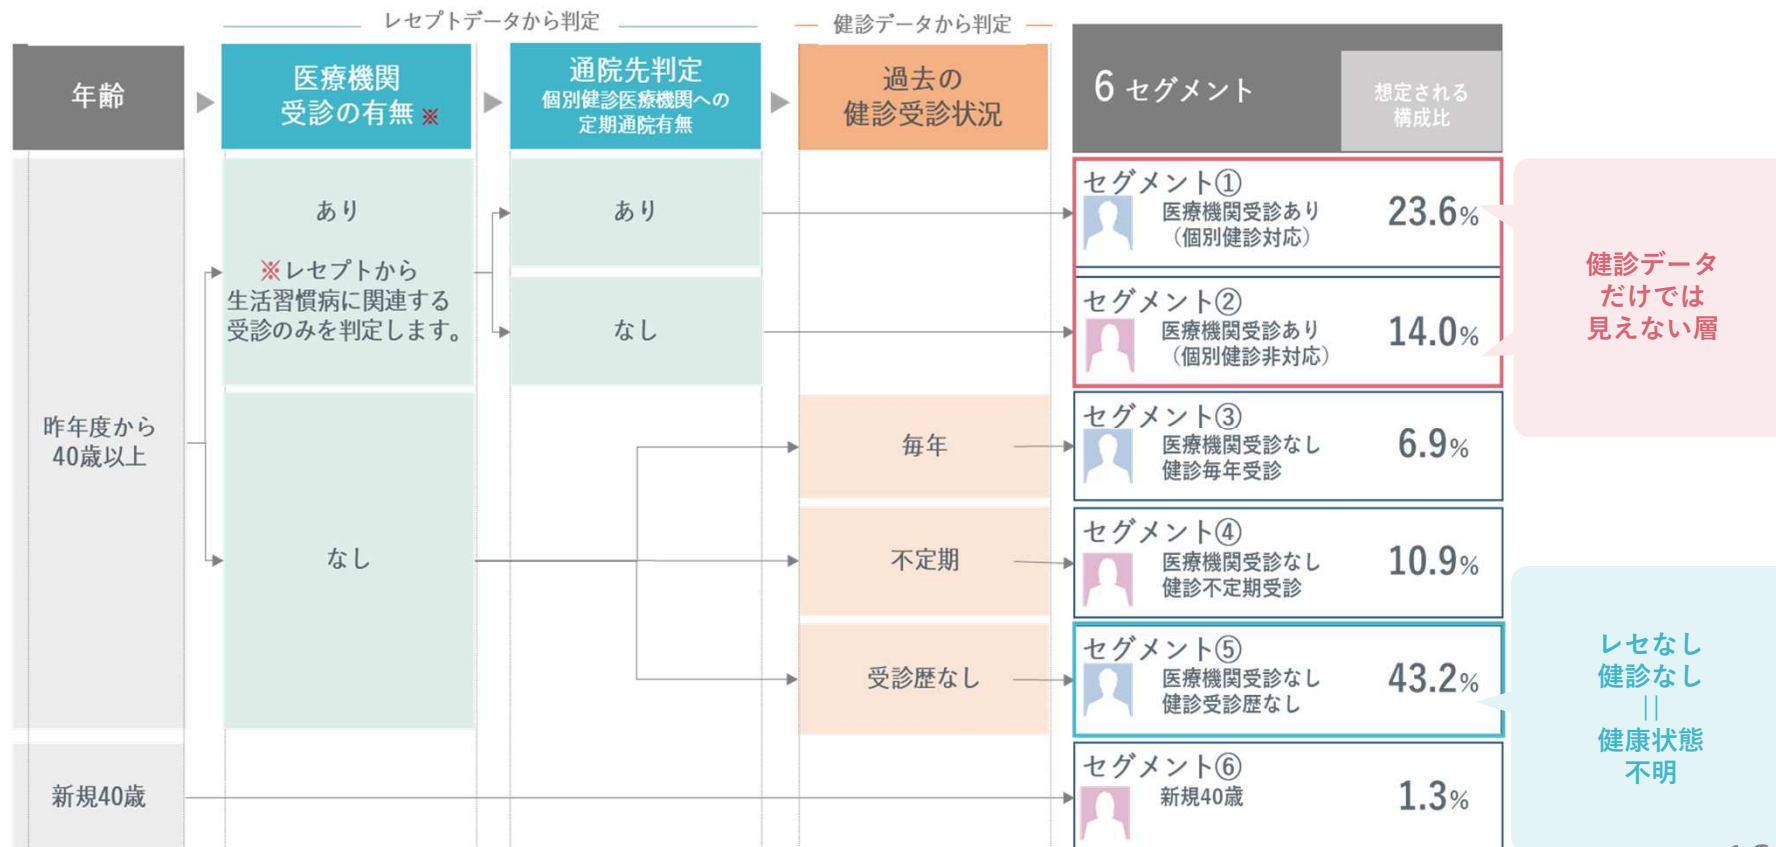 レセプトデータから判定
健診データから判定
年齢
医療機関
受診の有無 ※
通院先判定
個別健診医療機関への
定期通院有無
過去の
健診受診状況
6 セグメント
想定される
構成比
昨年度から
40歳以上
あり
※レセプトから
生活習慣病に関連する
受診のみを判定します。
あり
なし
なし
毎年
不定期
受診歴なし
セグメント①
医療機関受診あり
（個別健診対応）
23.6%
セグメント②
医療機関受診あり
（個別健診非対応）
14.0%
セグメント③
医療機関受診なし
健診毎年受診
6.9%
セグメント④
医療機関受診なし
健診不定期受診
10.9%
セグメント⑤
医療機関受診なし
健診受診歴なし
43.2%
新規40歳
セグメント⑥
新規40歳
1.3%
健診データ
だけでは
見えない層
レセなし
健診なし
||
健康状態
不明